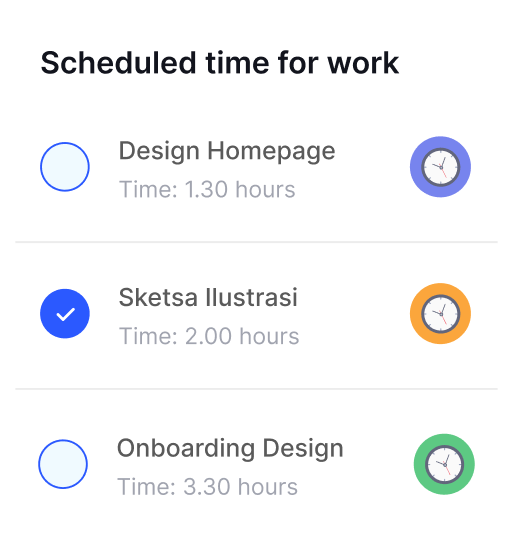 Scheduled time for work
Design Homepage
Time: 1.30 hours
Sketsa Ilustrasi
Time: 2.00 hours
Onboarding Design
Time: 3.30 hours